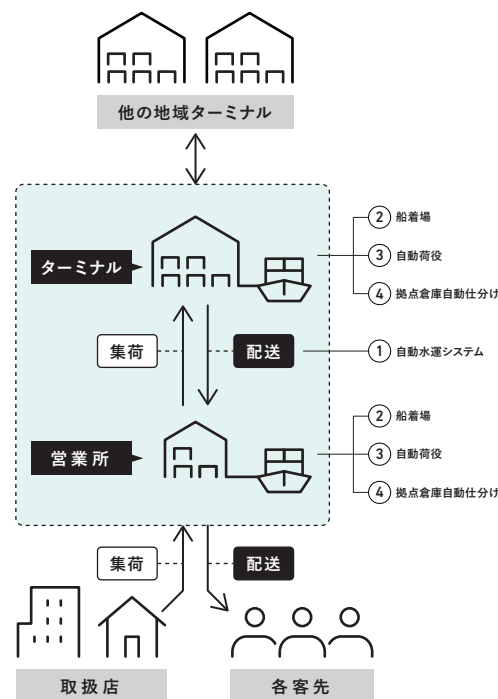 他の地域ターミナル
ターミナル
② 船着場
③ 自動荷役
④ 拠点倉庫自動仕分け
集荷
配送
① 自動水運システム
営業所
② 船着場
③ 自動荷役
④ 拠点倉庫自動仕分け
集荷
配送
取扱店
各客先